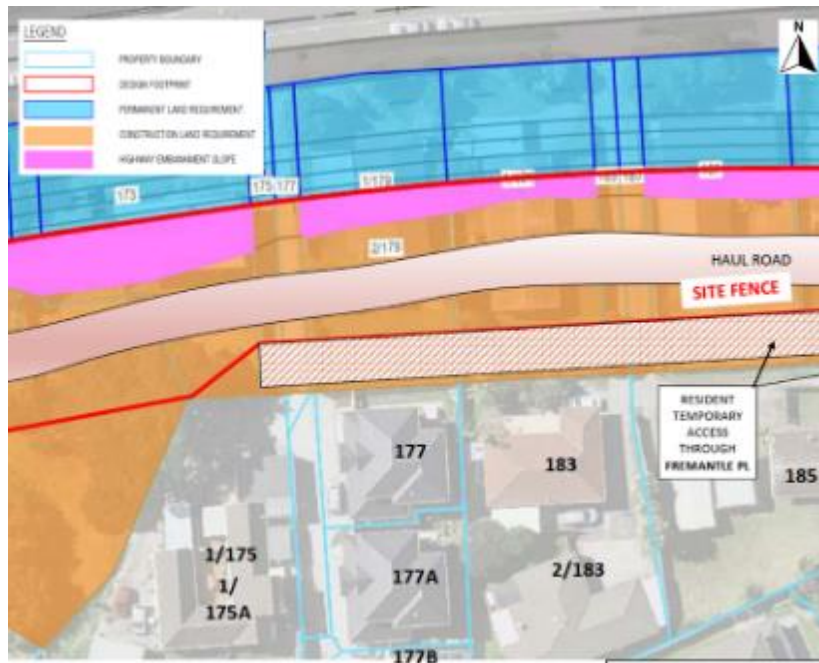 LEGEND
PROPERTY BOUNDARY
DESIGN FOOTPRINT
PERMANENT LAND REQUIREMENT
CONSTRUCTION LAND REQUIREMENT
HIGHWAY EMBANKMENT SLOPE
N
175
175
177
1/179
2/179
HAUL ROAD
SITE FENCE
RESIDENT
TEMPORARY
ACCESS
THROUGH
FREMANTLE PL
177
183
185
1/175
1/
175A
177A
2/183
177B